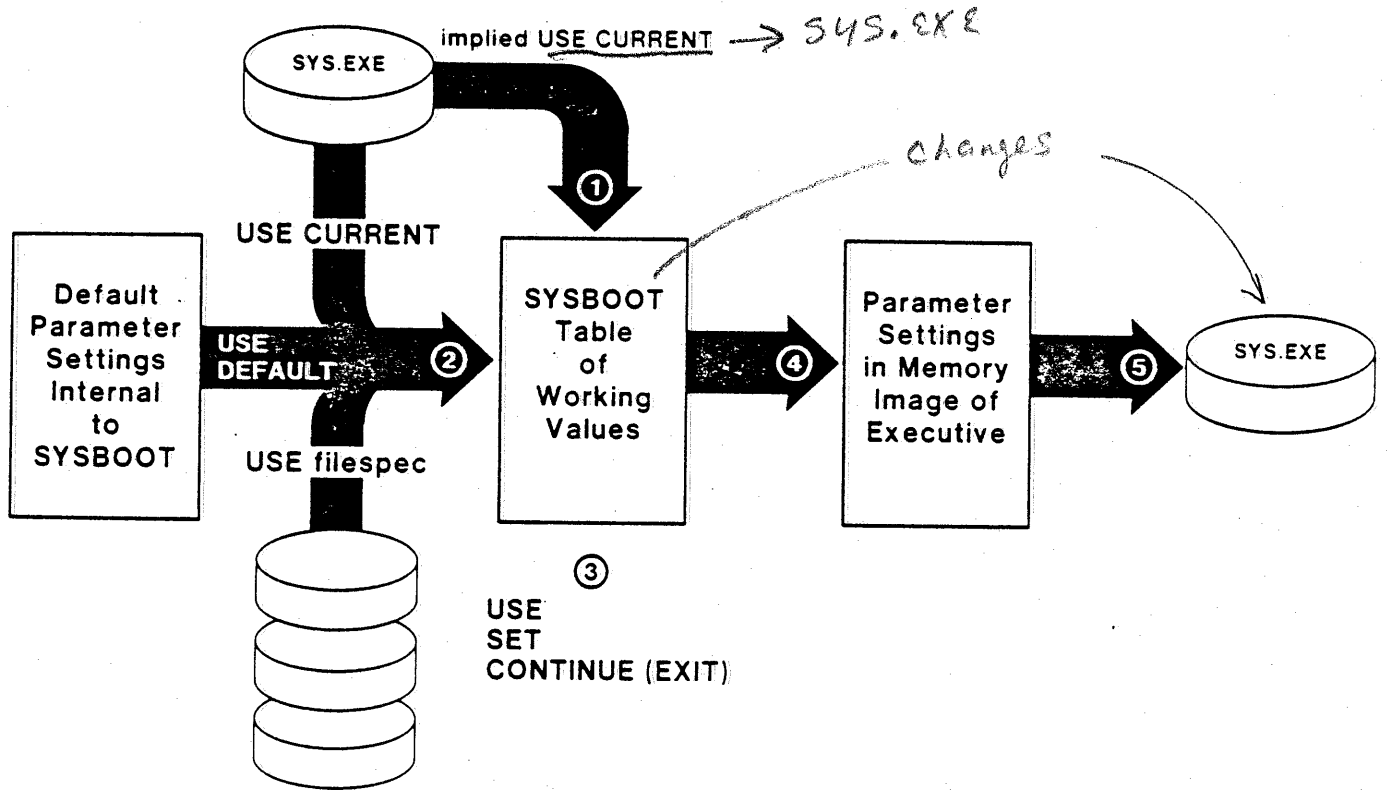 implied USE CURRENT → SYS.EXE
SYS.EXE
changes
①
USE CURRENT
Default
Parameter
Settings
Internal
to
SYSBOOT
USE
DEFAULT
②
SYSBOOT
Table
of
Working
Values
④
Parameter
Settings
in Memory
Image of
Executive
⑤
SYS.EXE
USE filespec
③
USE
SET
CONTINUE (EXIT)